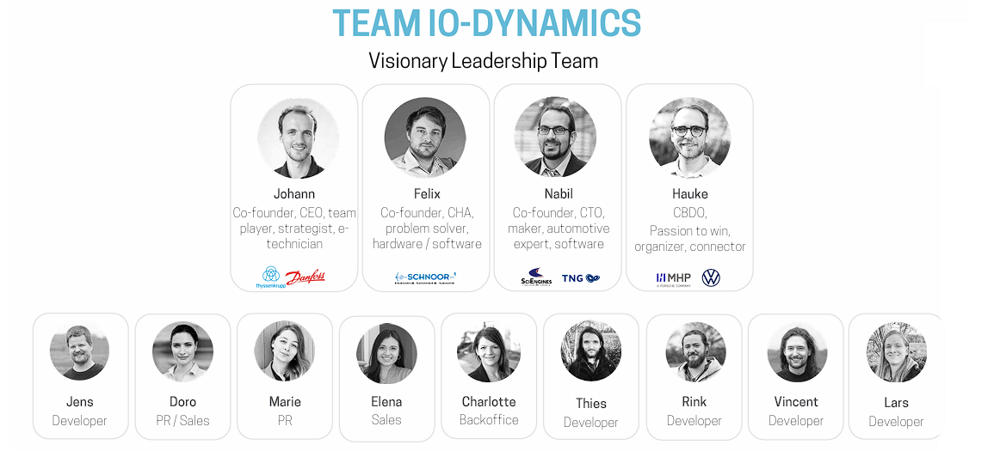 TEAM IO-DYNAMICS
Visionary Leadership Team
Johann
Co-founder, CEO, team
player, strategist, e-
technician
thyssenkrupp
Danfoss
Felix
Co-founder, CHA,
problem solver,
hardware / software
SCHNOOR
Nabil
Co-founder, CTO,
maker, automotive
expert, software
SCIENGINES
TNG
Hauke
CBDO,
Passion to win,
organizer, connector
MHP
A PORSCHE COMPANY
Jens
Developer
Doro
PR / Sales
Marie
PR
Elena
Sales
Charlotte
Backoffice
Thies
Developer
Rink
Developer
Vincent
Developer
Lars
Developer